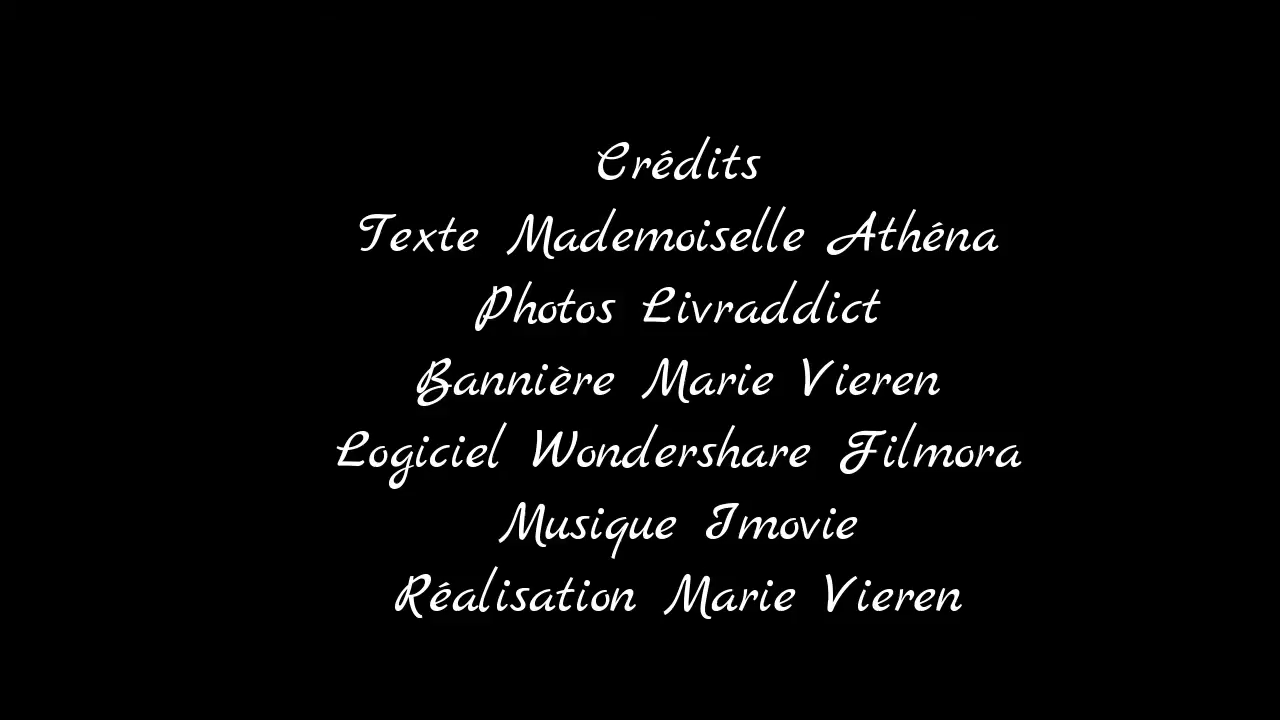 Crédits
Texte Mademoiselle Athéna
Photos Livraddict
Bannière Marie Vieren
Logiciel Wondershare Filmora
Musique Imovie
Réalisation Marie Vieren